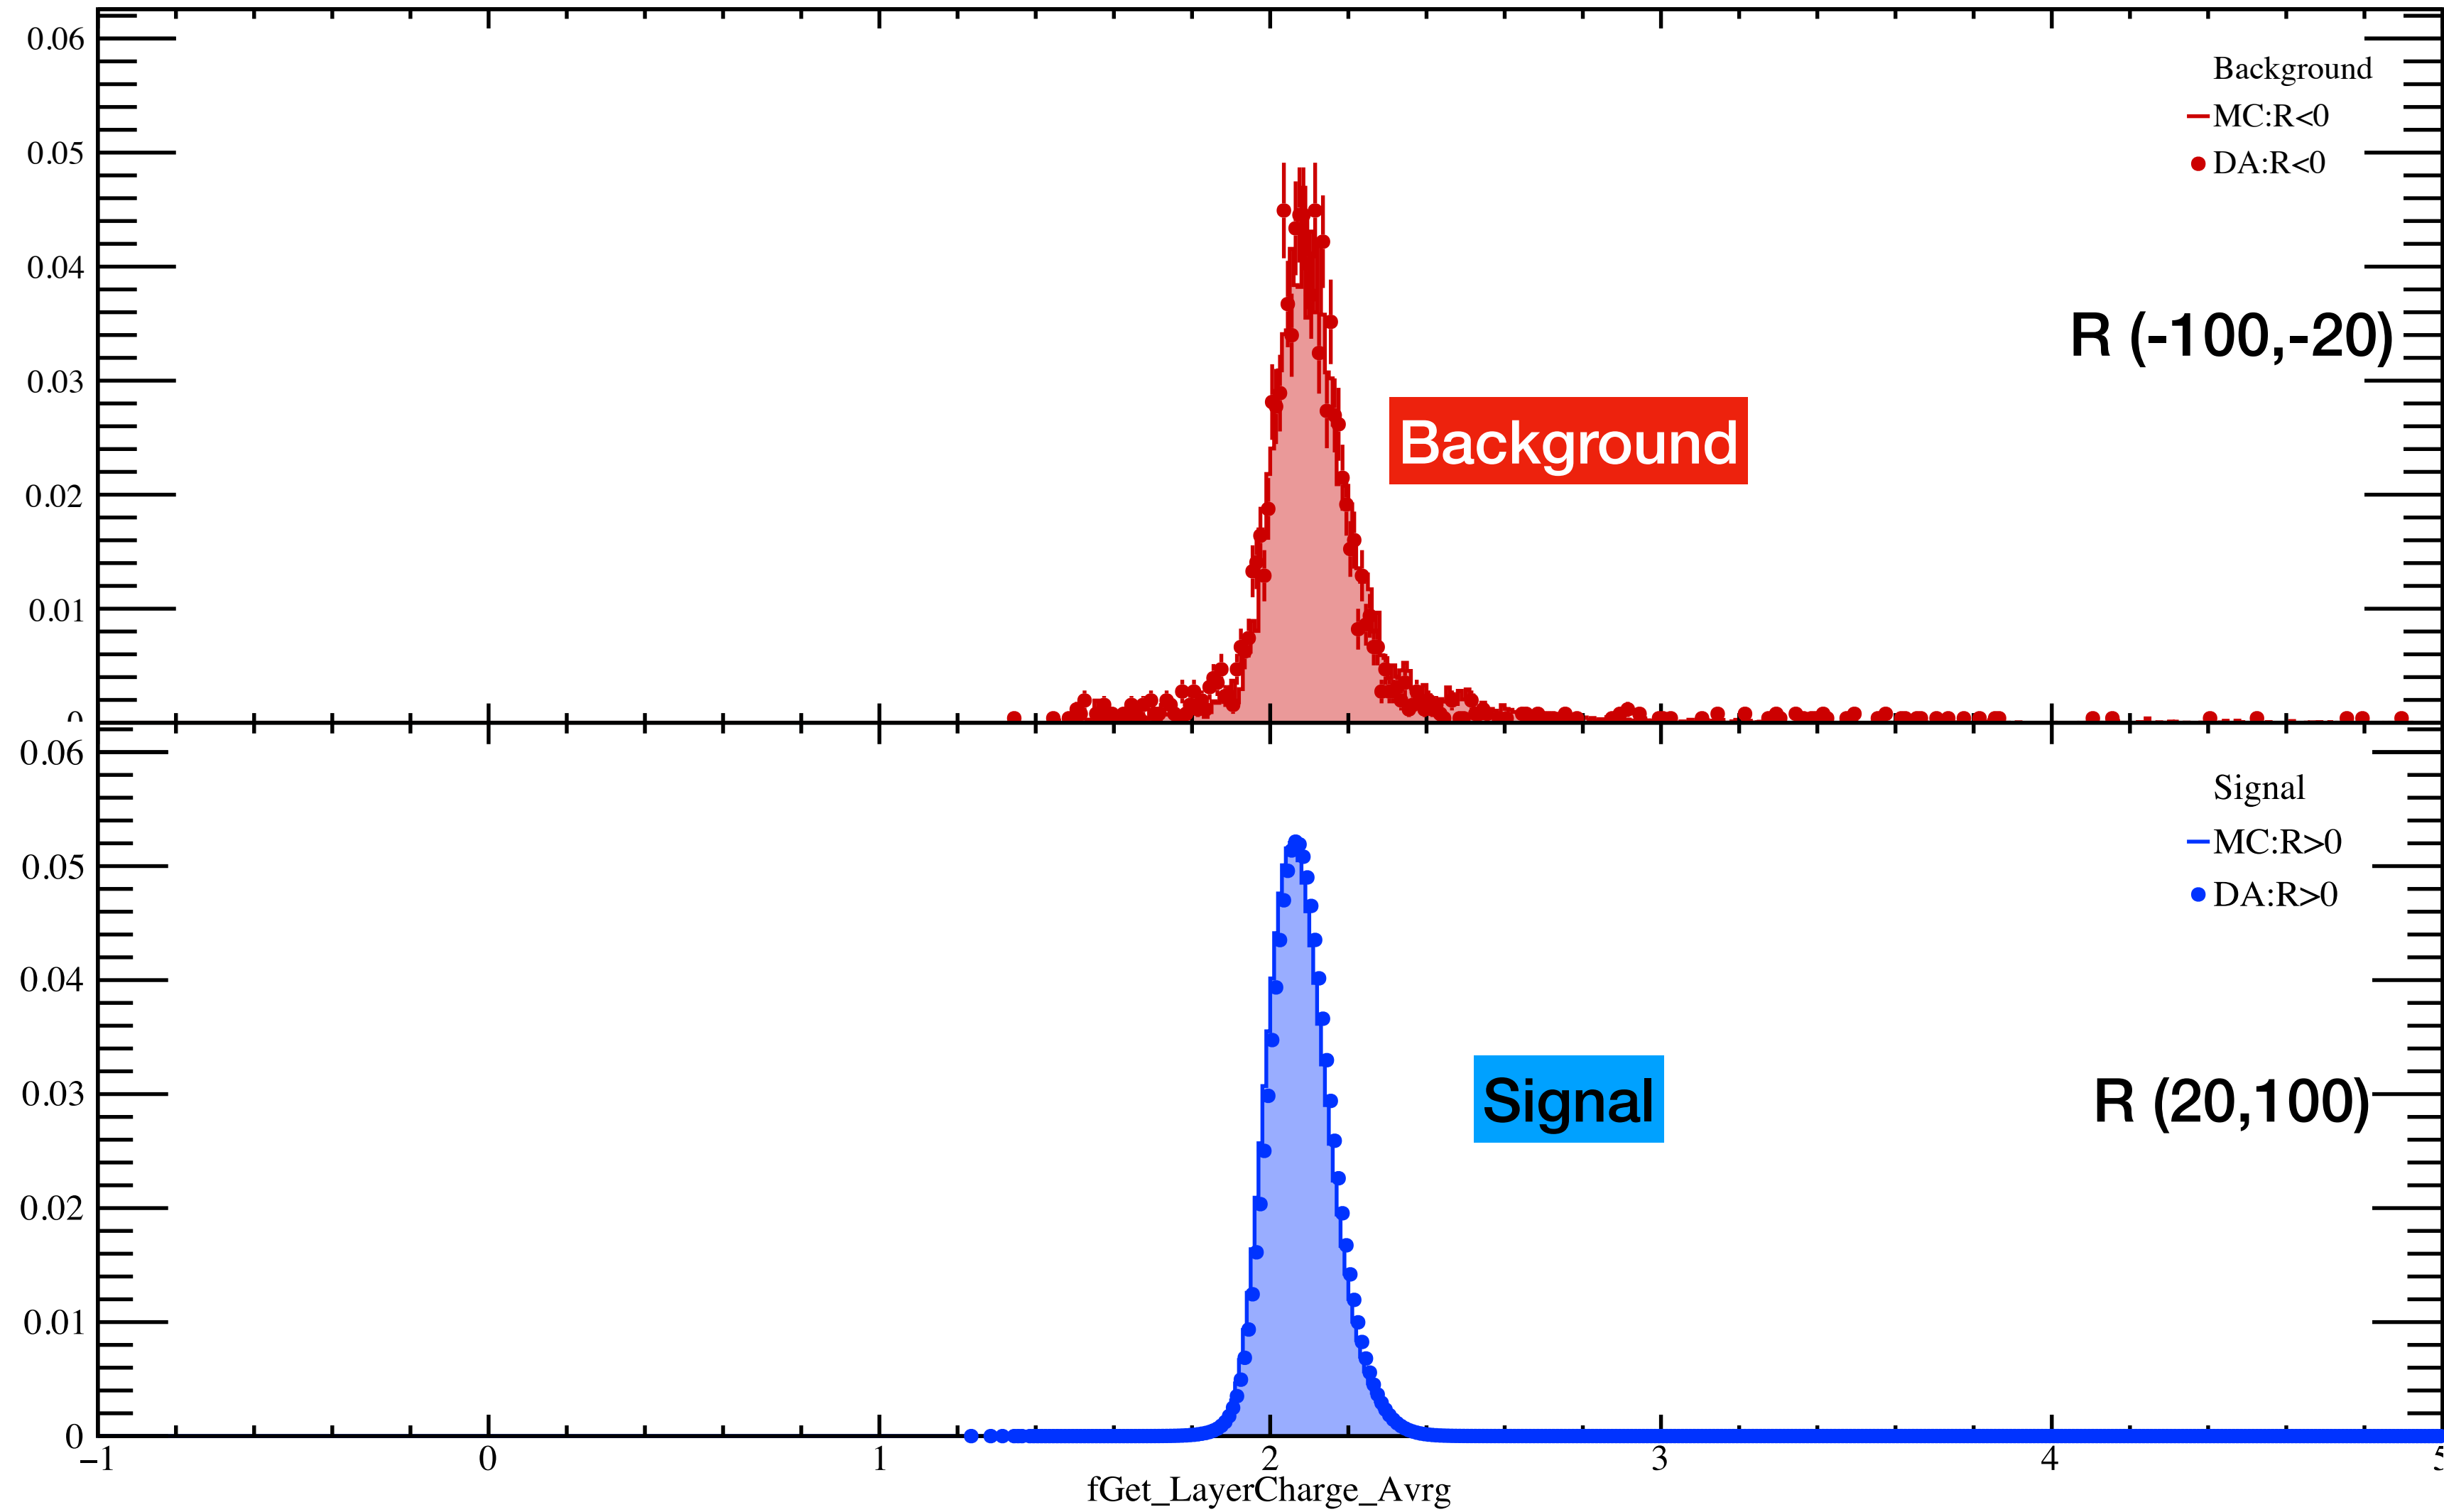 0.06
0.05
0.04
0.03
0.02
0.01
0
Background
MC:R<0
DA:R<0
R (-100,-20)
Background
0.06
0.05
0.04
0.03
0.02
0.01
0
Signal
MC:R>0
DA:R>0
Signal
R (20,100)
−1 0 1 2 3 4 5
fGet_LayerCharge_Avrg